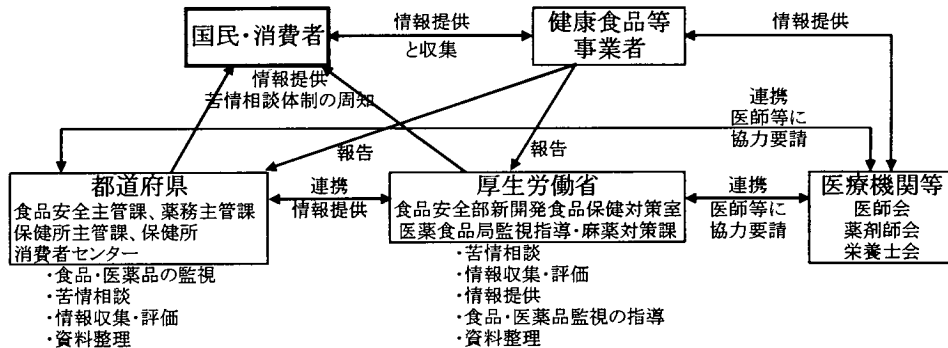 国民・消費者
情報提供
と収集
健康食品等
事業者
情報提供
情報提供
苦情相談体制の周知
報告
報告
連携
医師等に
協力要請
都道府県
食品安全主管課、薬務主管課
保健所主管課、保健所
消費者センター
・食品・医薬品の監視
・苦情相談
・情報収集・評価
・資料整理
連携
情報提供
厚生労働省
食品安全部新開発食品保健対策室
医薬食品局監視指導・麻薬対策課
・苦情相談
・情報収集・評価
・情報提供
・食品・医薬品監視の指導
・資料整理
連携
医師等に
協力要請
医療機関等
医師会
薬剤師会
栄養士会